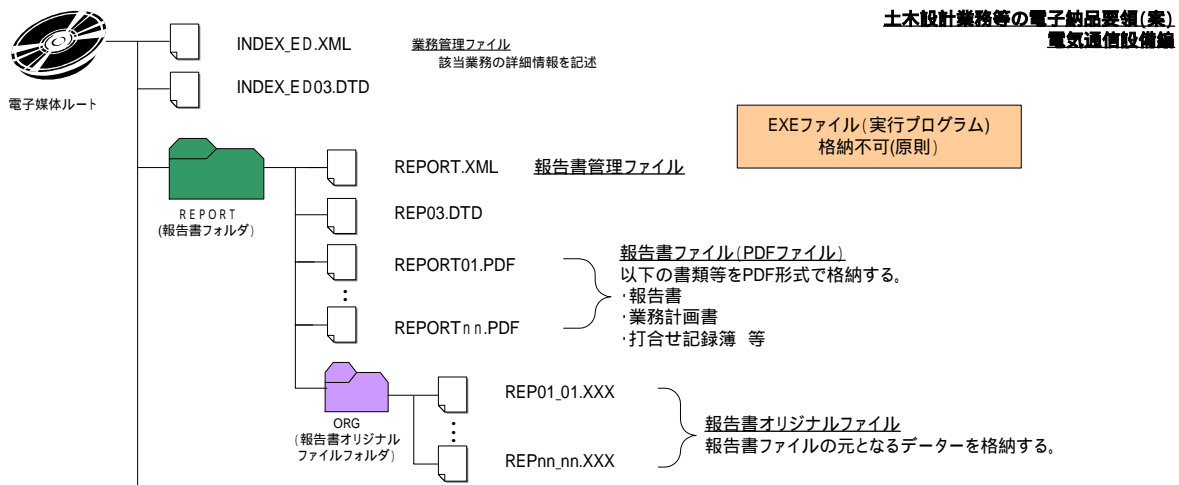 土木設計業務等の電子納品要領(案)
電気通信設備編
INDEX_ED.XML
業務管理ファイル
該当業務の詳細情報を記述
INDEX_ED03.DTD
電子媒体ルート
EXEファイル(実行プログラム)
格納不可(原則)
REPORT.XML
報告書管理ファイル
REPORT
(報告書フォルダ)
REP03.DTD
REPORT01.PDF
REPORTnn.PDF
報告書ファイル(PDFファイル)
以下の書類等をPDF形式で格納する。
・報告書
・業務計画書
・打合せ記録簿 等
ORG
(報告書オリジナル
ファイルフォルダ)
REP01_01.XXX
REPnn_nn.XXX
報告書オリジナルファイル
報告書ファイルの元となるデーターを格納する。